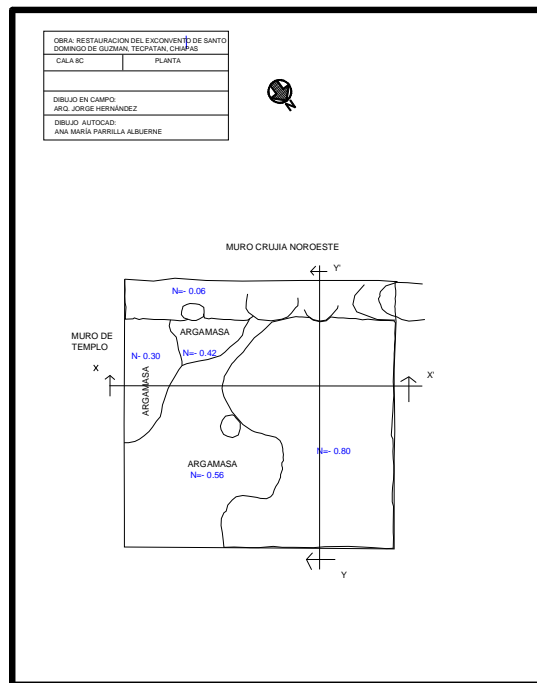 OBRA: RESTAURACION DEL EXCONVENTO DE SANTO
DOMINGO DE GUZMAN, TECPATAN, CHIAPAS
CALA 8C PLANTA
DIBUJO EN CAMPO:
ARQ. JORGE HERNÁNDEZ
DIBUJO AUTOCAD:
ANA MARÍA PARRILLA ALBUERNE
N
MURO CRUJIA NOROESTE
Y'
N=- 0.06
MURO DE
TEMPLO
ARGAMASA
N- 0.30
N=- 0.42
X
X'
ARGAMASA
N=- 0.80
ARGAMASA
N=- 0.56
Y